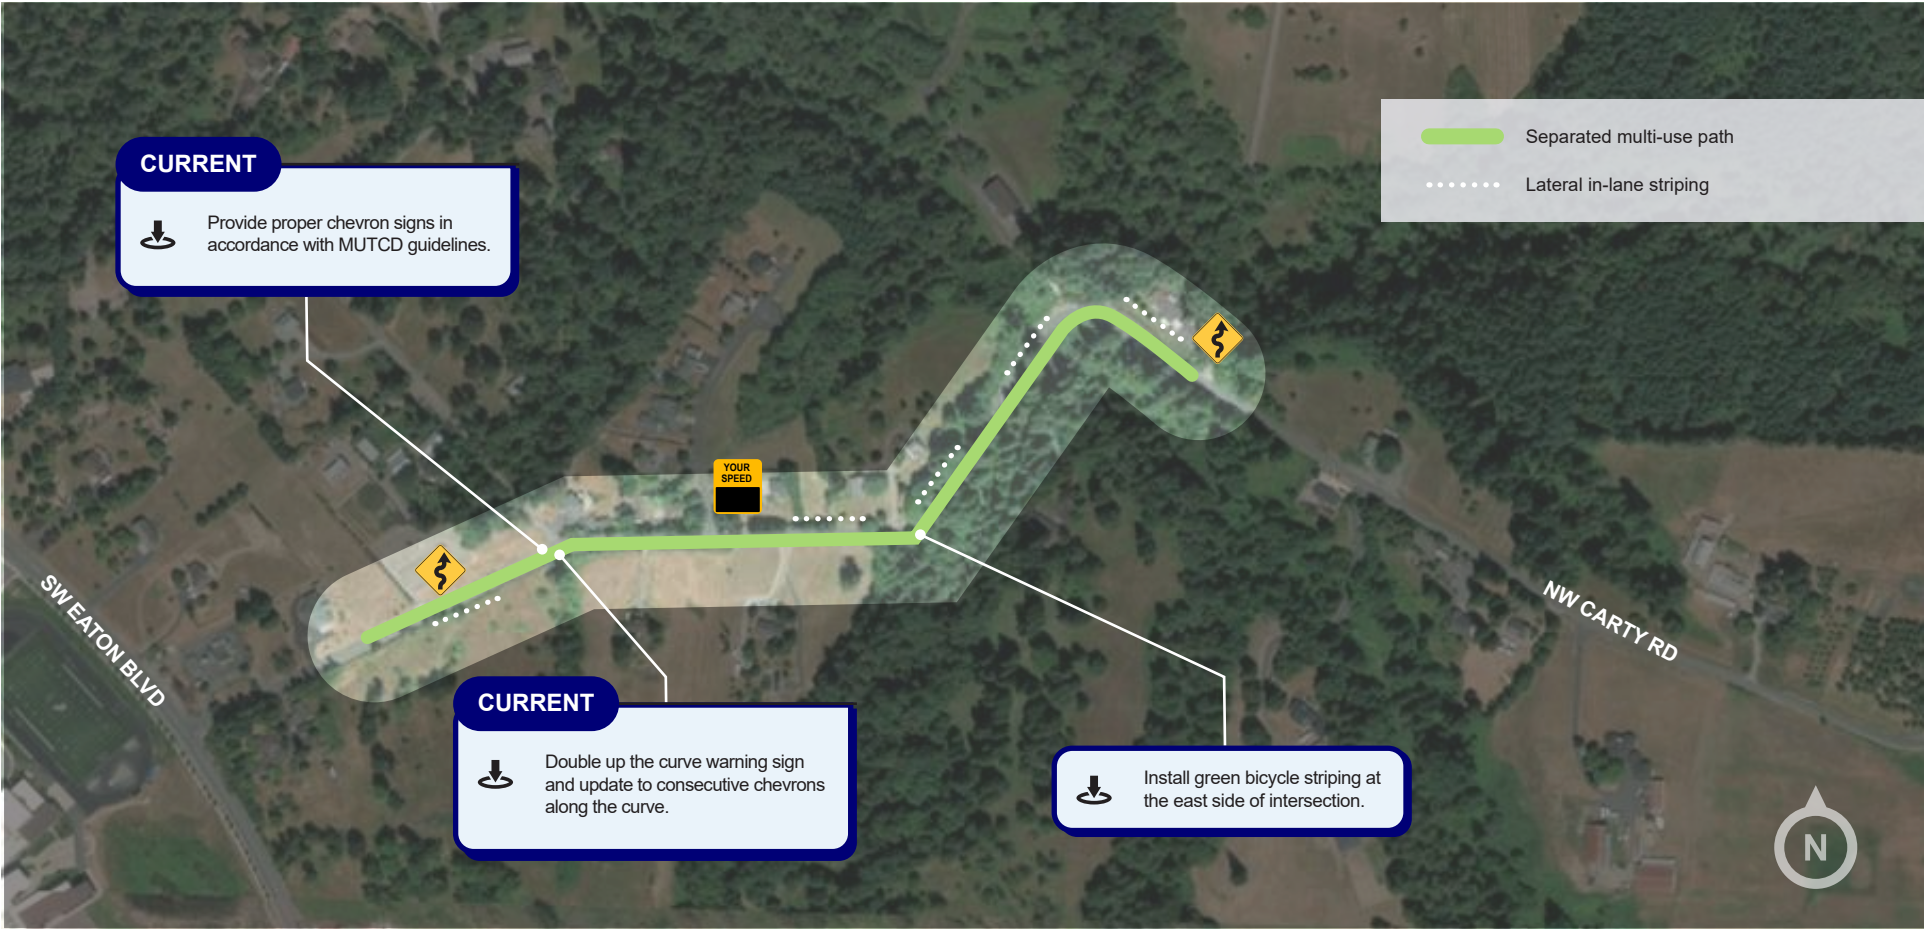 CURRENT
Provide proper chevron signs in
accordance with MUTCD guidelines.
Separated multi-use path
Lateral in-lane striping
YOUR
SPEED
SW EATON BLVD
NW CARTY RD
CURRENT
Double up the curve warning sign
and update to consecutive chevrons
along the curve.
Install green bicycle striping at
the east side of intersection.
N